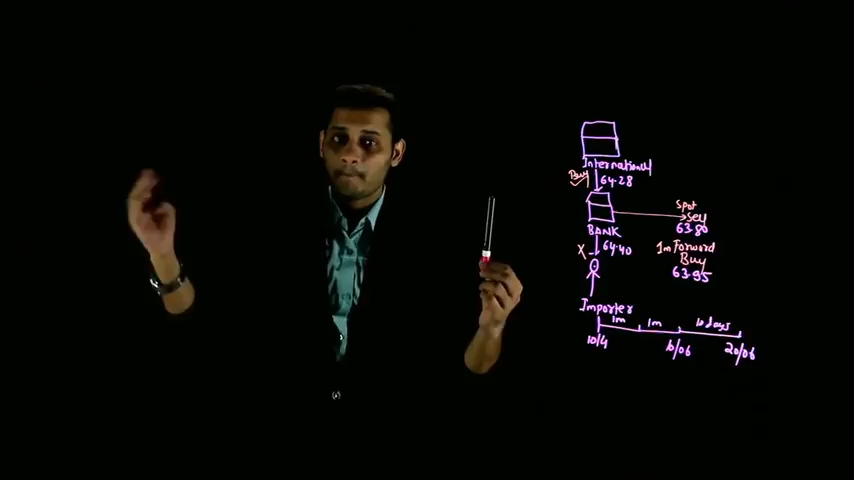 International
Buy
64.28
Spot
Sell
63.80
BANK
64.40
X
1m Forward
Buy
63.95
Importer
1m
1m
10 days
10/4
10/06
20/06